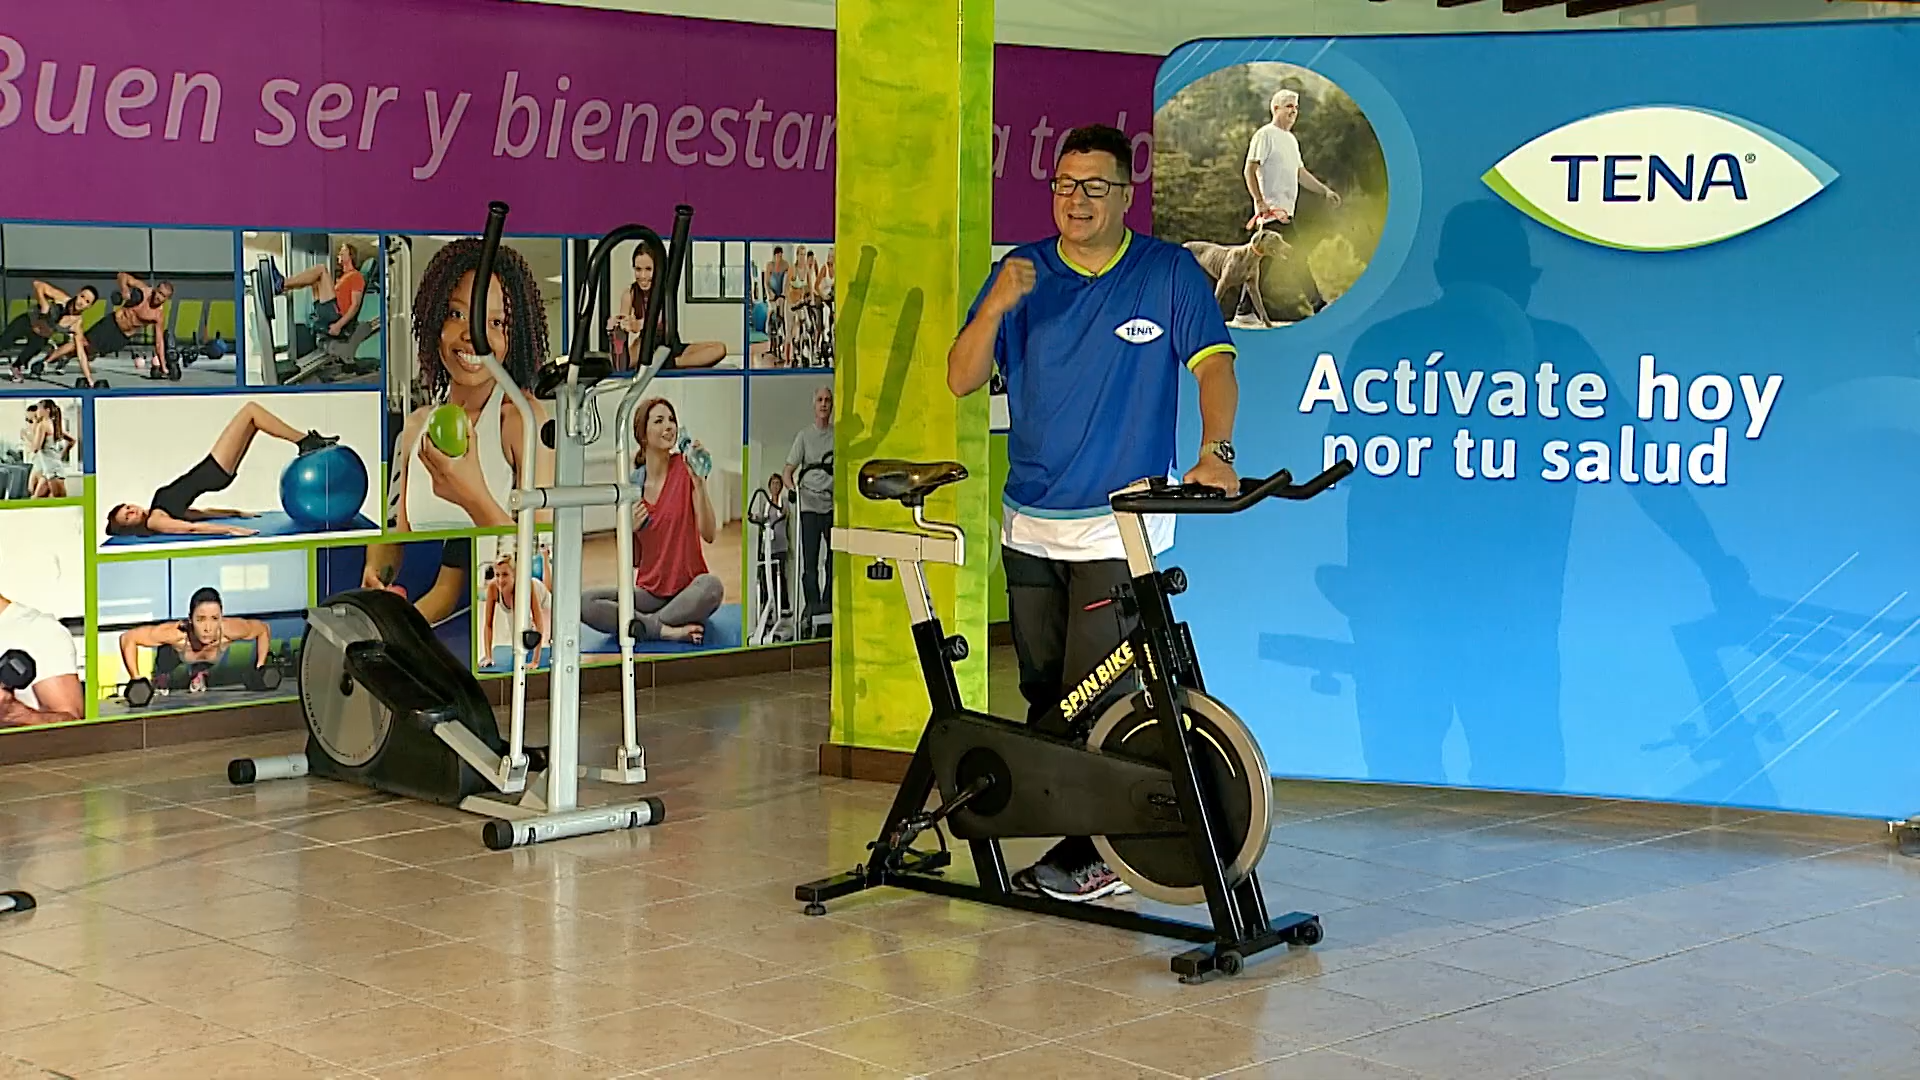 Buen ser y bienestar
TENA®
TENA
Actívate hoy
por tu salud
SPIN BIKE